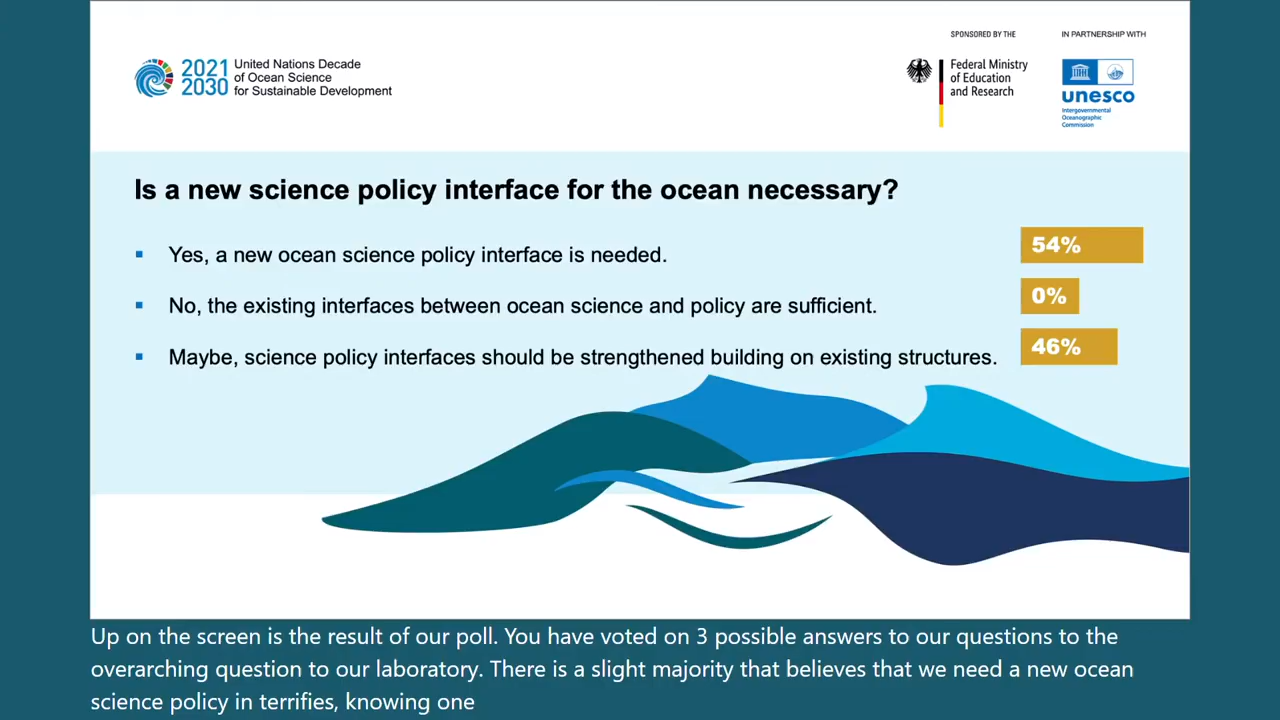 SPONSORED BY THE
IN PARTNERSHIP WITH
2021
2030
United Nations Decade
of Ocean Science
for Sustainable Development
Federal Ministry
of Education
and Research
unesco
Intergovernmental
Oceanographic
Commission
Is a new science policy interface for the ocean necessary?
Yes, a new ocean science policy interface is needed.
54%
No, the existing interfaces between ocean science and policy are sufficient.
0%
Maybe, science policy interfaces should be strengthened building on existing structures.
46%
Up on the screen is the result of our poll. You have voted on 3 possible answers to our questions to the
overarching question to our laboratory. There is a slight majority that believes that we need a new ocean
science policy in terrifies, knowing one